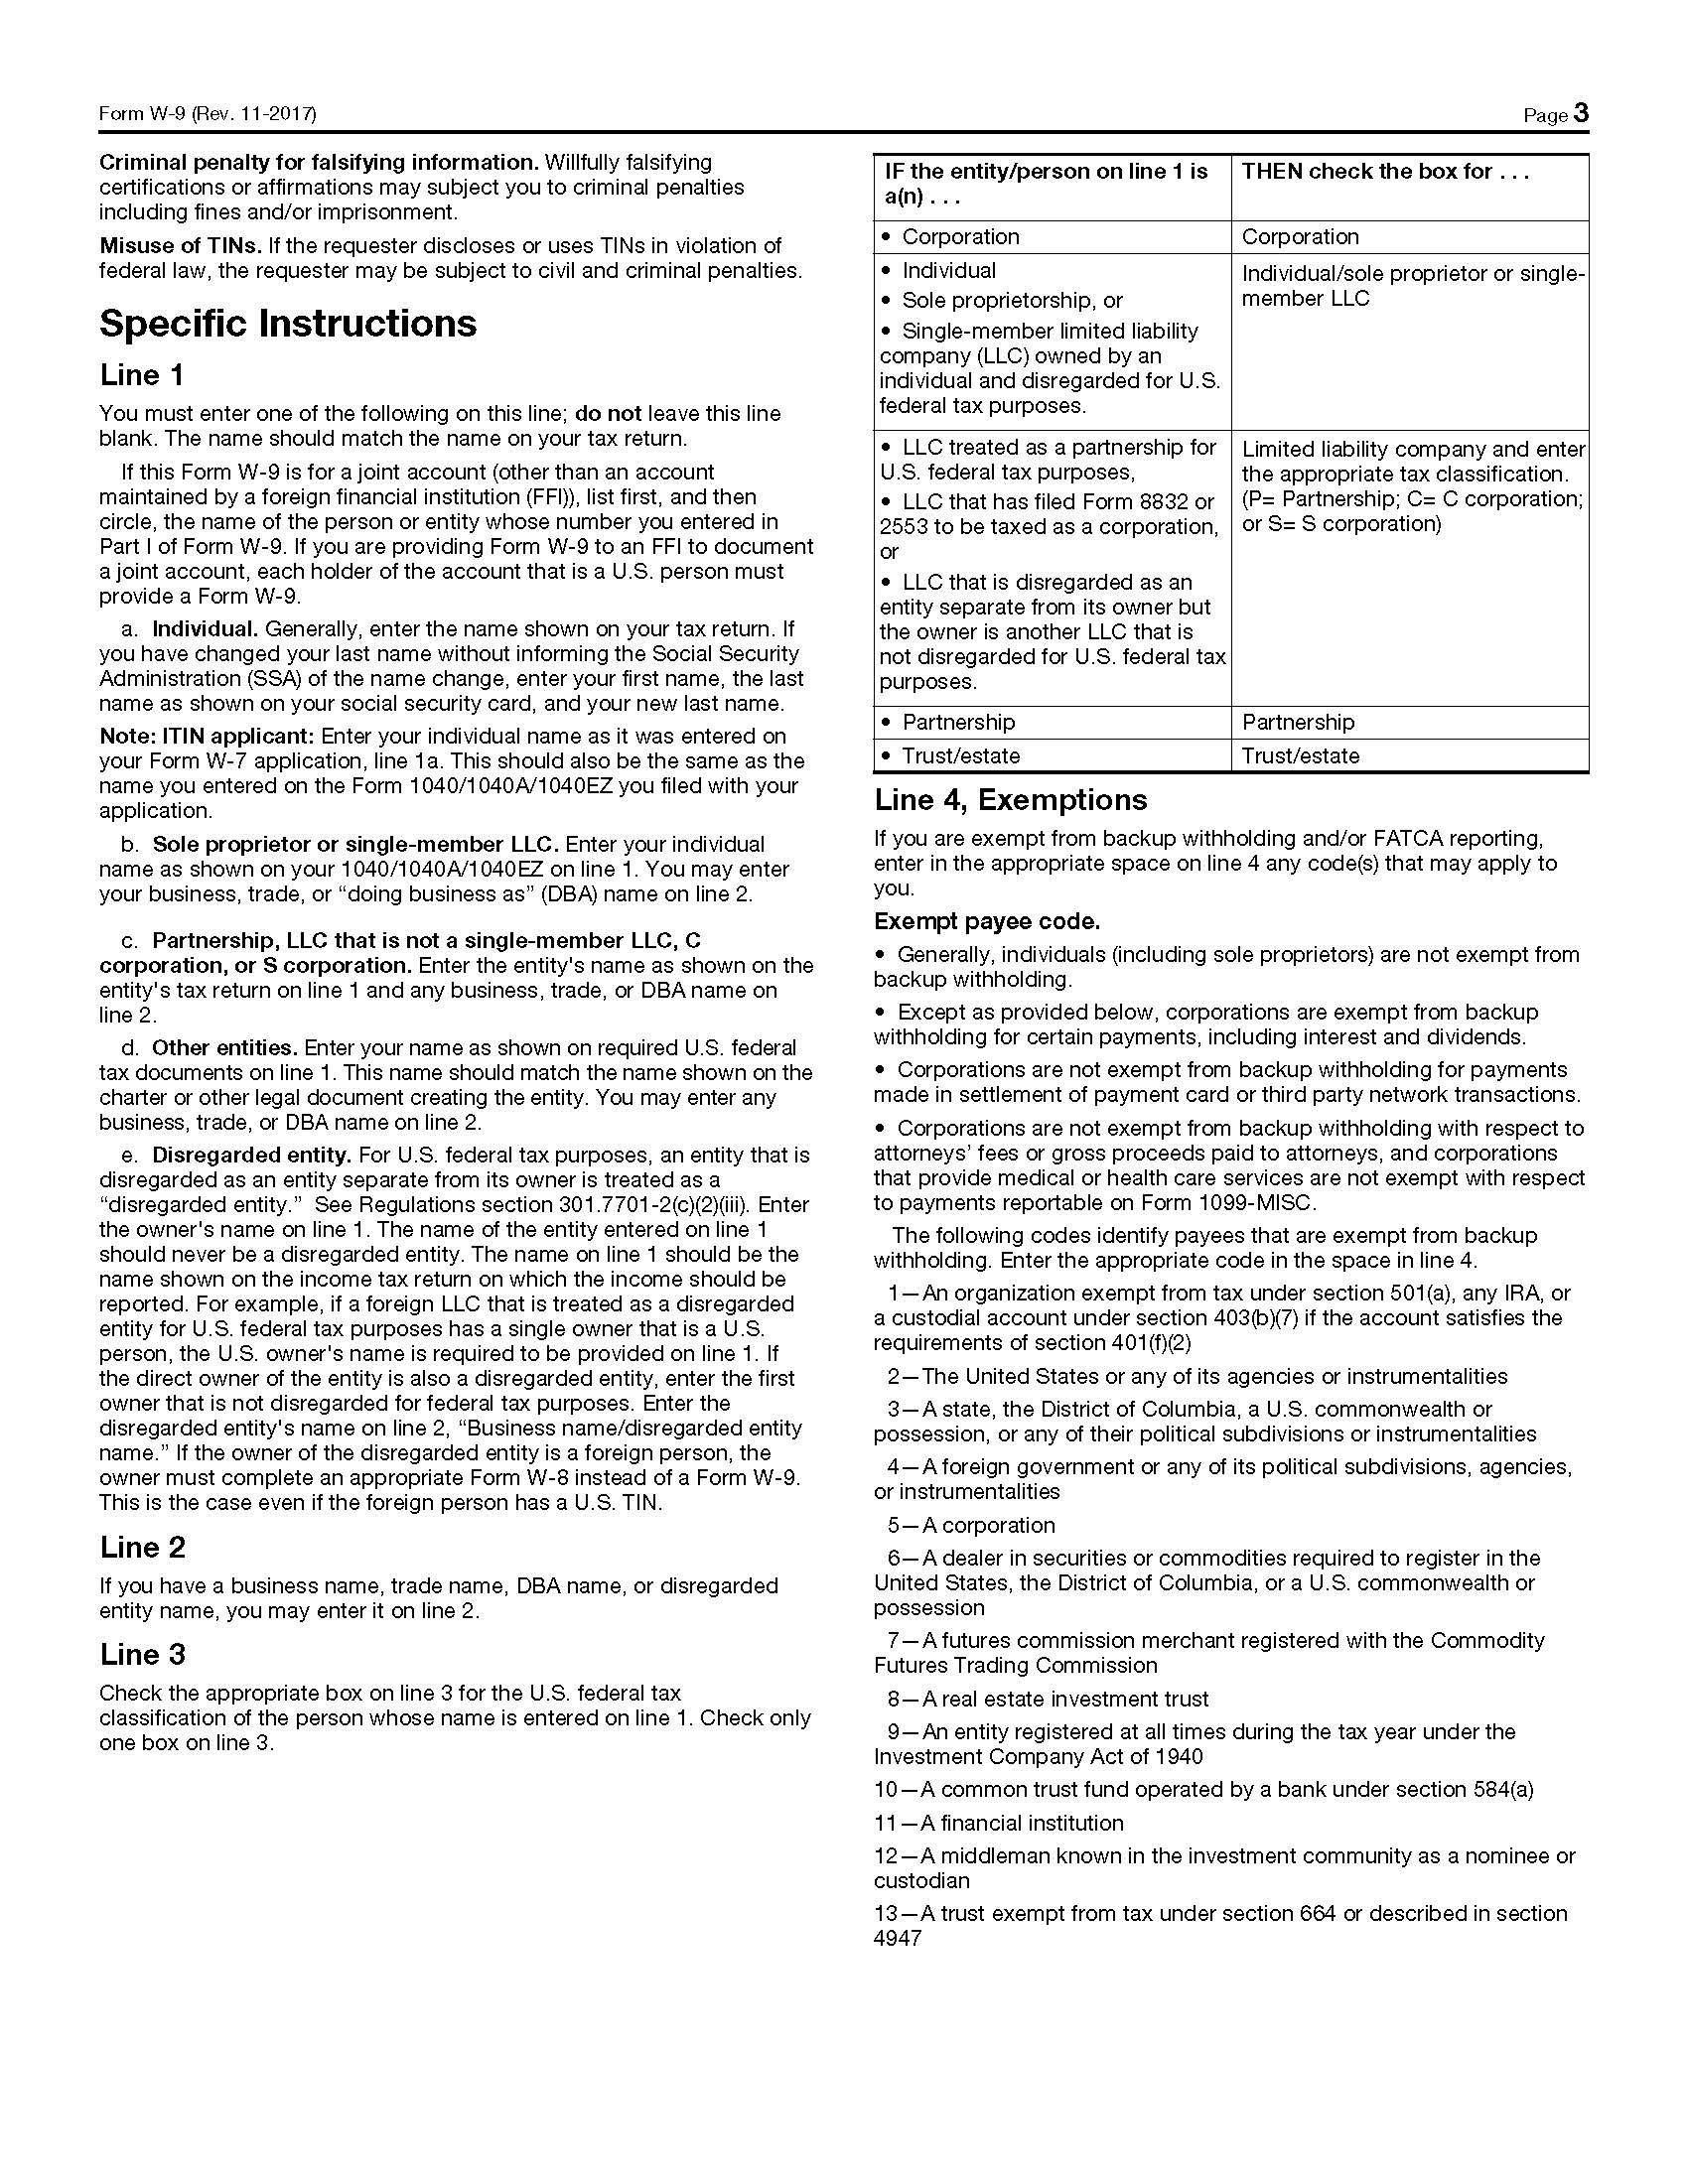 Form W-9 (Rev. 11-2017)
Page 3
Criminal penalty for falsifying information. Willfully falsifying
certifications or affirmations may subject you to criminal penalties
including fines and/or imprisonment.
Misuse of TINs. If the requester discloses or uses TINs in violation of
federal law, the requester may be subject to civil and criminal penalties.
Specific Instructions
Line 1
You must enter one of the following on this line; do not leave this line
blank. The name should match the name on your tax return.
If this Form W-9 is for a joint account (other than an account
maintained by a foreign financial institution (FFI)), list first, and then
circle, the name of the person or entity whose number you entered in
Part I of Form W-9. If you are providing Form W-9 to an FFI to document
a joint account, each holder of the account that is a U.S. person must
provide a Form W-9.
a. Individual. Generally, enter the name shown on your tax return. If
you have changed your last name without informing the Social Security
Administration (SSA) of the name change, enter your first name, the last
name as shown on your social security card, and your new last name.
Note: ITIN applicant: Enter your individual name as it was entered on
your Form W-7 application, line 1a. This should also be the same as the
name you entered on the Form 1040/1040A/1040EZ you filed with your
application.
b. Sole proprietor or single-member LLC. Enter your individual
name as shown on your 1040/1040A/1040EZ on line 1. You may enter
your business, trade, or “doing business as” (DBA) name on line 2.
c. Partnership, LLC that is not a single-member LLC, C
corporation, or S corporation. Enter the entity's name as shown on the
entity's tax return on line 1 and any business, trade, or DBA name on
line 2.
d. Other entities. Enter your name as shown on required U.S. federal
tax documents on line 1. This name should match the name shown on the
charter or other legal document creating the entity. You may enter any
business, trade, or DBA name on line 2.
e. Disregarded entity. For U.S. federal tax purposes, an entity that is
disregarded as an entity separate from its owner is treated as a
“disregarded entity.” See Regulations section 301.7701-2(c)(2)(iii). Enter
the owner's name on line 1. The name of the entity entered on line 1
should never be a disregarded entity. The name on line 1 should be the
name shown on the income tax return on which the income should be
reported. For example, if a foreign LLC that is treated as a disregarded
entity for U.S. federal tax purposes has a single owner that is a U.S.
person, the U.S. owner's name is required to be provided on line 1. If
the direct owner of the entity is also a disregarded entity, enter the first
owner that is not disregarded for federal tax purposes. Enter the
disregarded entity's name on line 2, “Business name/disregarded entity
name.” If the owner of the disregarded entity is a foreign person, the
owner must complete an appropriate Form W-8 instead of a Form W-9.
This is the case even if the foreign person has a U.S. TIN.
Line 2
If you have a business name, trade name, DBA name, or disregarded
entity name, you may enter it on line 2.
Line 3
Check the appropriate box on line 3 for the U.S. federal tax
classification of the person whose name is entered on line 1. Check only
one box on line 3.
IF the entity/person on line 1 is
a(n) . . .
THEN check the box for . . .
• Corporation
Corporation
• Individual
• Sole proprietorship, or
• Single-member limited liability
company (LLC) owned by an
individual and disregarded for U.S.
federal tax purposes.
Individual/sole proprietor or single-
member LLC
• LLC treated as a partnership for
U.S. federal tax purposes,
• LLC that has filed Form 8832 or
2553 to be taxed as a corporation,
or
• LLC that is disregarded as an
entity separate from its owner but
the owner is another LLC that is
not disregarded for U.S. federal tax
purposes.
Limited liability company and enter
the appropriate tax classification.
(P= Partnership; C= C corporation;
or S= S corporation)
• Partnership
Partnership
• Trust/estate
Trust/estate
Line 4, Exemptions
If you are exempt from backup withholding and/or FATCA reporting,
enter in the appropriate space on line 4 any code(s) that may apply to
you.
Exempt payee code.
• Generally, individuals (including sole proprietors) are not exempt from
backup withholding.
• Except as provided below, corporations are exempt from backup
withholding for certain payments, including interest and dividends.
• Corporations are not exempt from backup withholding for payments
made in settlement of payment card or third party network transactions.
• Corporations are not exempt from backup withholding with respect to
attorneys’ fees or gross proceeds paid to attorneys, and corporations
that provide medical or health care services are not exempt with respect
to payments reportable on Form 1099-MISC.
The following codes identify payees that are exempt from backup
withholding. Enter the appropriate code in the space in line 4.
1—An organization exempt from tax under section 501(a), any IRA, or
a custodial account under section 403(b)(7) if the account satisfies the
requirements of section 401(f)(2)
2—The United States or any of its agencies or instrumentalities
3—A state, the District of Columbia, a U.S. commonwealth or
possession, or any of their political subdivisions or instrumentalities
4—A foreign government or any of its political subdivisions, agencies,
or instrumentalities
5—A corporation
6—A dealer in securities or commodities required to register in the
United States, the District of Columbia, or a U.S. commonwealth or
possession
7—A futures commission merchant registered with the Commodity
Futures Trading Commission
8—A real estate investment trust
9—An entity registered at all times during the tax year under the
Investment Company Act of 1940
10—A common trust fund operated by a bank under section 584(a)
11—A financial institution
12—A middleman known in the investment community as a nominee or
custodian
13—A trust exempt from tax under section 664 or described in section
4947